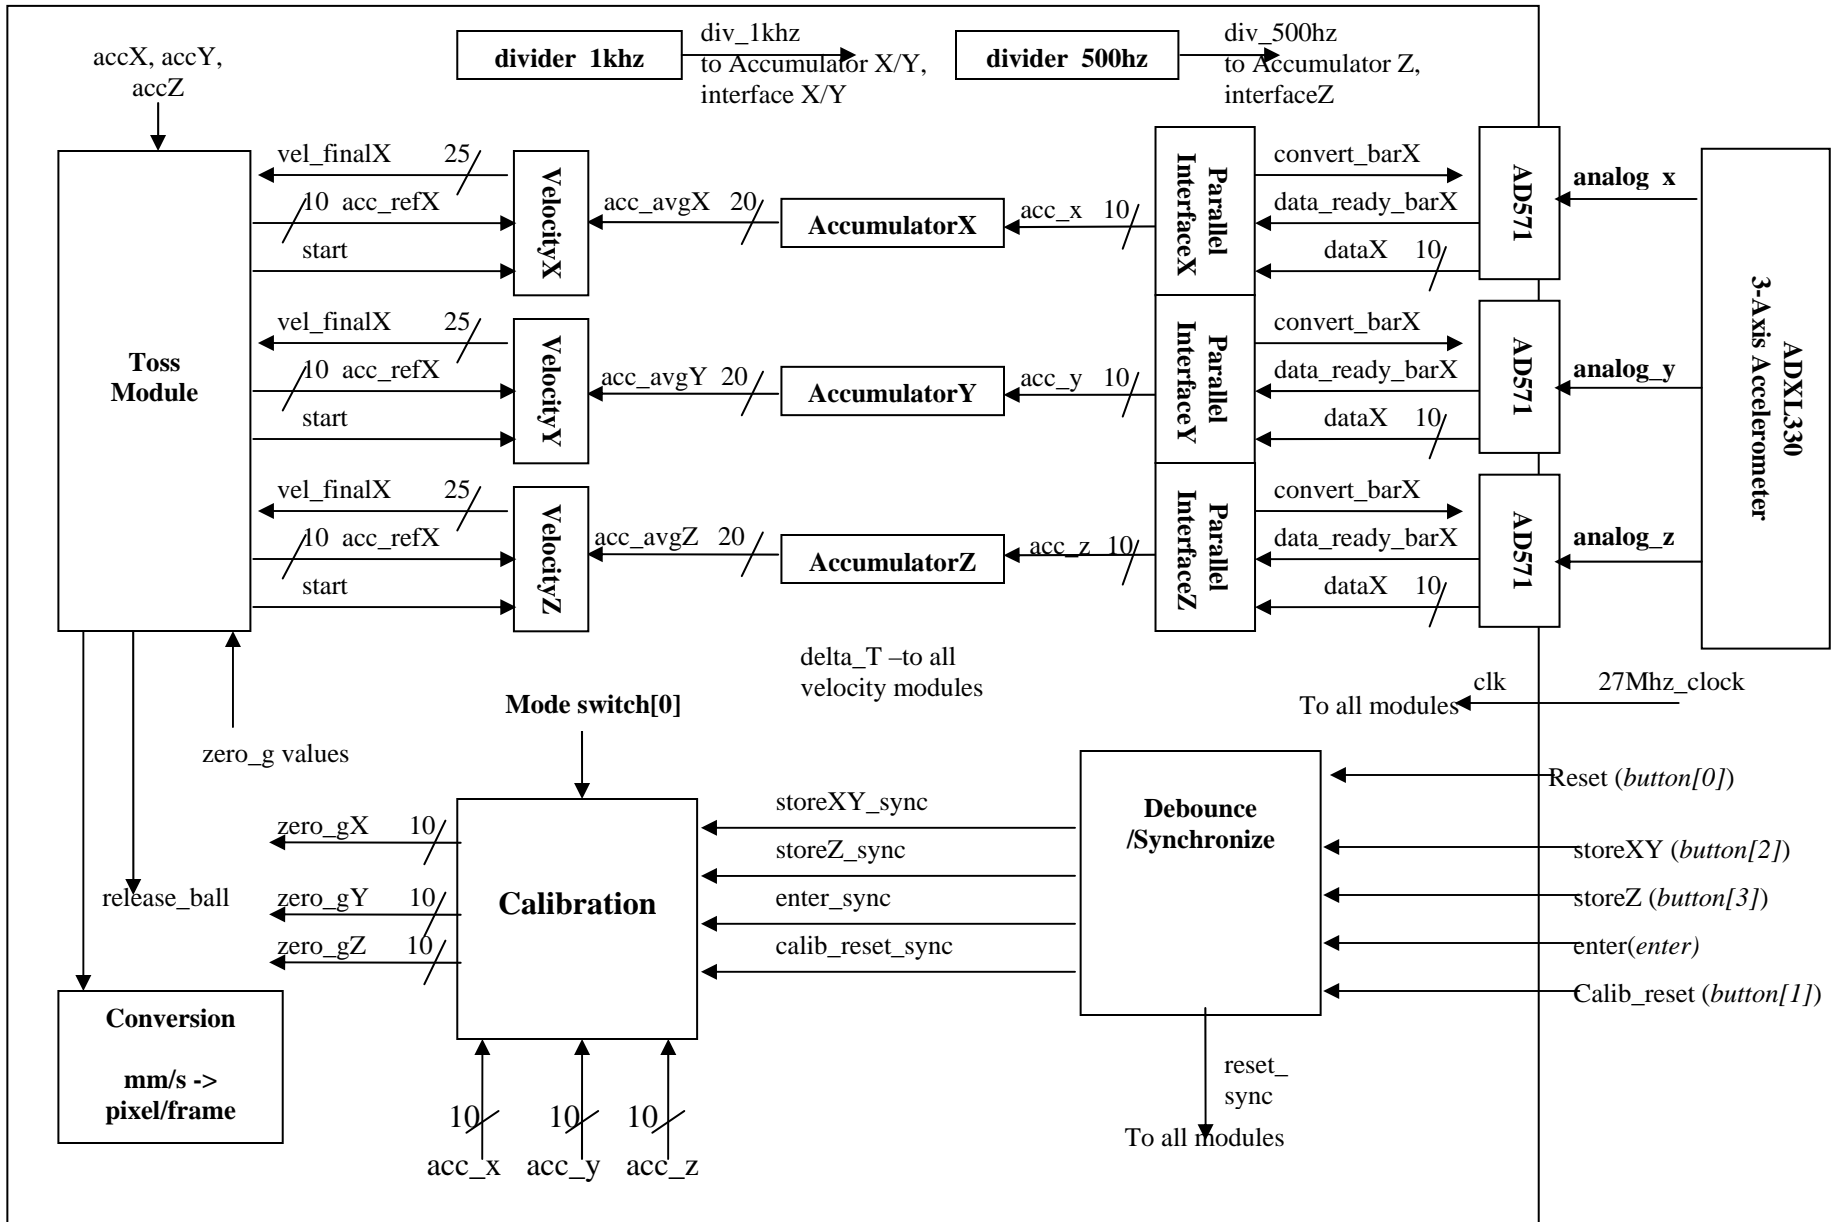 accX, accY,
accZ
divider 1khz
div_1khz
to Accumulator X/Y,
interface X/Y
divider 500hz
div_500hz
to Accumulator Z,
interfaceZ
Toss
Module
vel_finalX 25
10 acc_refX
start
VelocityX
acc_avgX 20
AccumulatorX
acc_x 10
Parallel
InterfaceX
convert_barX
data_ready_barX
dataX 10
AD571
analog_x
vel_finalX 25
10 acc_refX
start
VelocityY
acc_avgY 20
AccumulatorY
acc_y 10
Parallel
InterfaceY
convert_barX
data_ready_barX
dataX 10
AD571
analog_y
vel_finalX 25
10 acc_refX
start
VelocityZ
acc_avgZ 20
AccumulatorZ
acc_z 10
Parallel
InterfaceZ
convert_barX
data_ready_barX
dataX 10
AD571
analog_z
ADXL330
3-Axis Accelerometer
delta_T –to all
velocity modules
clk
27Mhz_clock
To all modules
zero_g values
Mode switch[0]
release_ball
zero_gX 10
zero_gY 10
zero_gZ 10
Calibration
storeXY_sync
storeZ_sync
enter_sync
calib_reset_sync
Debounce
/Synchronize
Reset (button[0])
storeXY (button[2])
storeZ (button[3])
enter(enter)
Calib_reset (button[1])
Conversion
mm/s ->
pixel/frame
10
10
10
acc_x
acc_y
acc_z
reset_
sync
To all modules